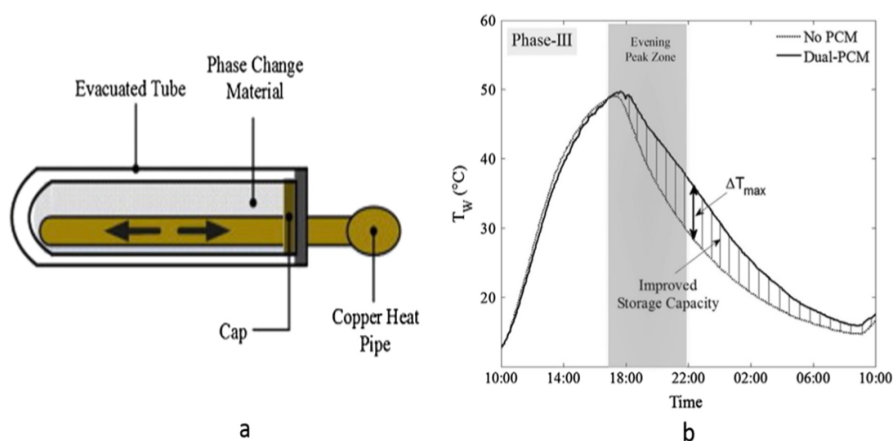 Evacuated Tube
Phase Change
Material
Cap
Copper Heat
Pipe
a
Phase-III
Evening
Peak Zone
No PCM
Dual-PCM
60
50
40
30
20
T_W (°C)
ΔT_max
Improved
Storage Capacity
10:00 14:00 18:00 22:00 02:00 06:00 10:00
Time
b